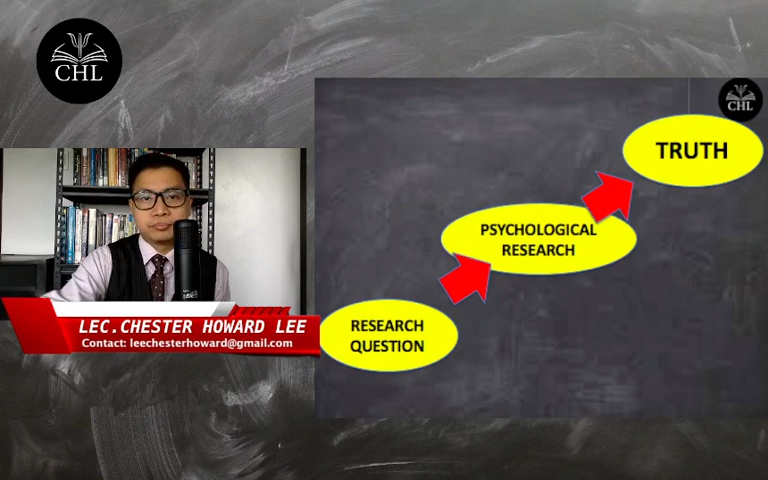 CHL
CHL
TRUTH
PSYCHOLOGICAL
RESEARCH
RESEARCH
QUESTION
LEC.CHESTER HOWARD LEE
Contact: leechesterhoward@gmail.com